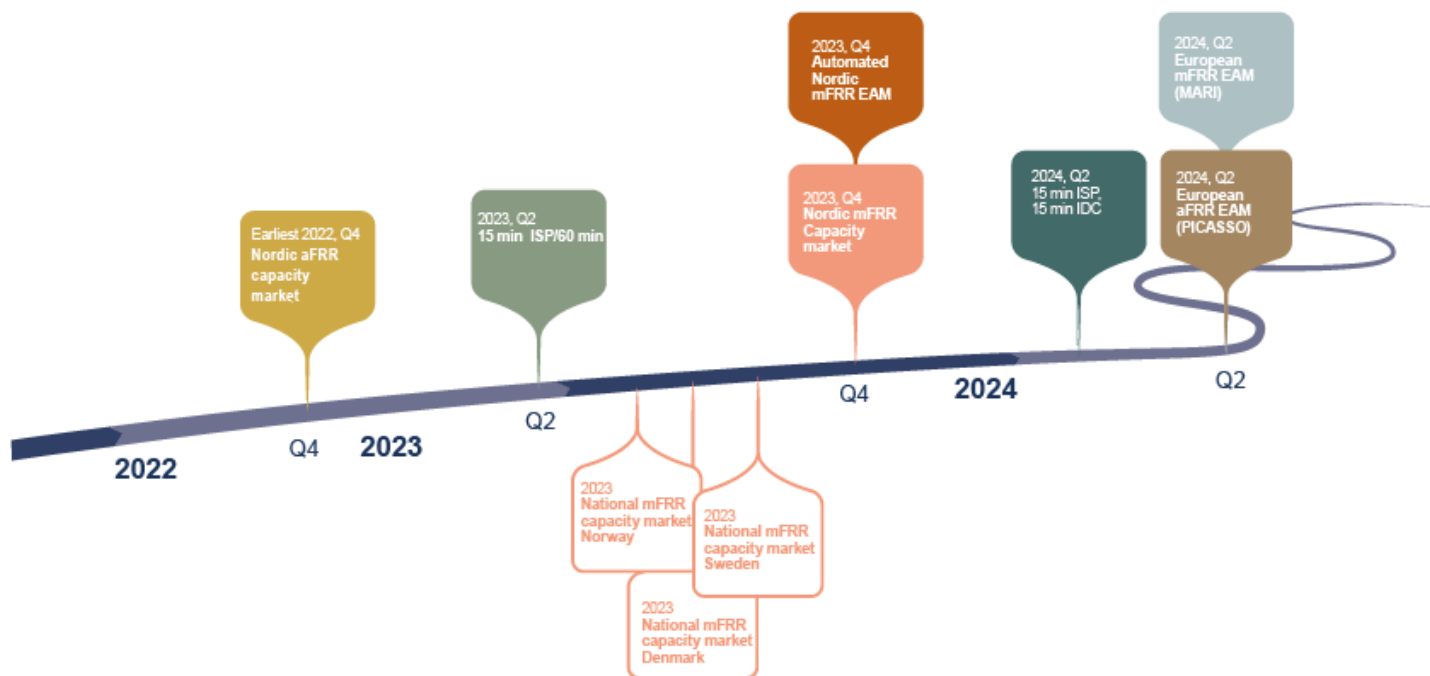 2023, Q4
Automated
Nordic
mFRR EAM
2024, Q2
European
mFRR EAM
(MARI)
Earliest 2022, Q4
Nordic aFRR
capacity
market
2023, Q2
15 min ISP/60 min
2023, Q4
Nordic mFRR
Capacity
market
2024, Q2
15 min ISP,
15 min IDC
2024, Q2
European
aFRR EAM
(PICASSO)
2022
Q4
2023
Q2
Q4
2024
Q2
2023
National mFRR
capacity market
Norway
2023
National mFRR
capacity market
Sweden
2023
National mFRR
capacity market
Denmark